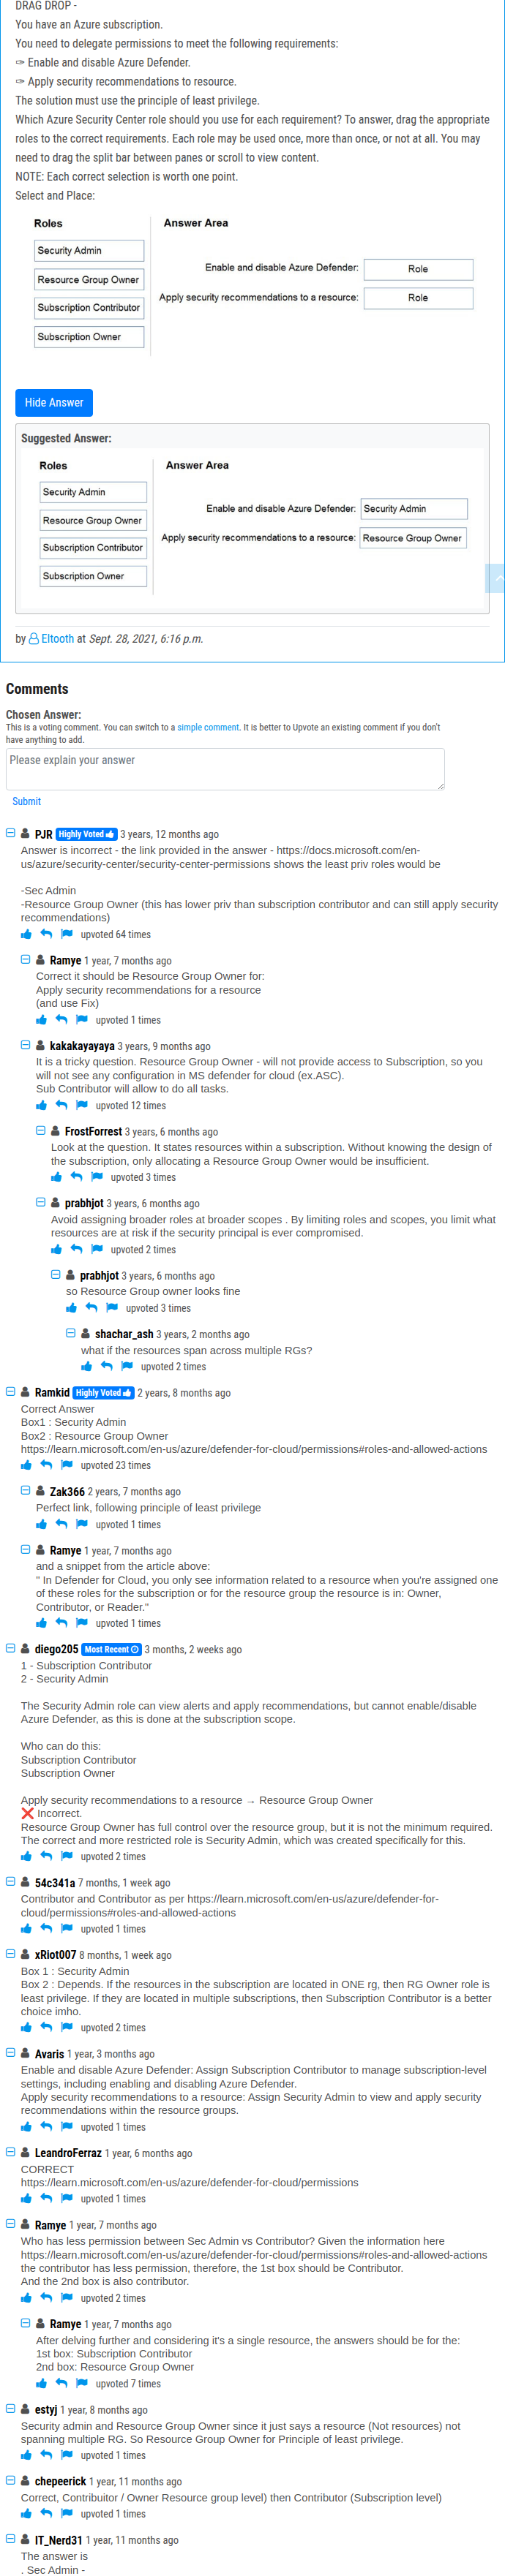 DRAG DROP -
You have an Azure subscription.
You need to delegate permissions to meet the following requirements:
✑ Enable and disable Azure Defender.
✑ Apply security recommendations to resource.
The solution must use the principle of least privilege.
Which Azure Security Center role should you use for each requirement? To answer, drag the appropriate
roles to the correct requirements. Each role may be used once, more than once, or not at all. You may
need to drag the split bar between panes or scroll to view content.
NOTE: Each correct selection is worth one point.
Select and Place:
Roles
Answer Area
Security Admin
Resource Group Owner
Subscription Contributor
Subscription Owner
Enable and disable Azure Defender: Role
Apply security recommendations to a resource: Role
Hide Answer
Suggested Answer:
Roles
Answer Area
Security Admin
Resource Group Owner
Subscription Contributor
Subscription Owner
Enable and disable Azure Defender: Security Admin
Apply security recommendations to a resource: Resource Group Owner
by Eltooth at Sept. 28, 2021, 6:16 p.m.
Comments
Chosen Answer:
This is a voting comment. You can switch to a simple comment. It is better to Upvote an existing comment if you don't
have anything to add.
Please explain your answer
Submit
PJR Highly Voted 3 years, 12 months ago
Answer is incorrect - the link provided in the answer - https://docs.microsoft.com/en-
us/azure/security-center/security-center-permissions shows the least priv roles would be
-Sec Admin
-Resource Group Owner (this has lower priv than subscription contributor and can still apply security
recommendations)
upvoted 64 times
Ramye 1 year, 7 months ago
Correct it should be Resource Group Owner for:
Apply security recommendations for a resource
(and use Fix)
upvoted 1 times
kakakayayaya 3 years, 9 months ago
It is a tricky question. Resource Group Owner - will not provide access to Subscription, so you
will not see any configuration in MS defender for cloud (ex.ASC).
Sub Contributor will allow to do all tasks.
upvoted 12 times
FrostForrest 3 years, 6 months ago
Look at the question. It states resources within a subscription. Without knowing the design of
the subscription, only allocating a Resource Group Owner would be insufficient.
upvoted 3 times
prabhjot 3 years, 6 months ago
Avoid assigning broader roles at broader scopes . By limiting roles and scopes, you limit what
resources are at risk if the security principal is ever compromised.
upvoted 2 times
prabhjot 3 years, 6 months ago
so Resource Group owner looks fine
upvoted 3 times
shachar_ash 3 years, 2 months ago
what if the resources span across multiple RGs?
upvoted 2 times
Ramkid Highly Voted 2 years, 8 months ago
Correct Answer
Box1 : Security Admin
Box2 : Resource Group Owner
https://learn.microsoft.com/en-us/azure/defender-for-cloud/permissions#roles-and-allowed-actions
upvoted 23 times
Zak366 2 years, 7 months ago
Perfect link, following principle of least privilege
upvoted 1 times
Ramye 1 year, 7 months ago
and a snippet from the article above:
" In Defender for Cloud, you only see information related to a resource when you're assigned one
of these roles for the subscription or for the resource group the resource is in: Owner,
Contributor, or Reader."
upvoted 1 times
diego205 Most Recent 3 months, 2 weeks ago
1 - Subscription Contributor
2 - Security Admin
The Security Admin role can view alerts and apply recommendations, but cannot enable/disable
Azure Defender, as this is done at the subscription scope.
Who can do this:
Subscription Contributor
Subscription Owner
Apply security recommendations to a resource → Resource Group Owner
❌ Incorrect.
Resource Group Owner has full control over the resource group, but it is not the minimum required.
The correct and more restricted role is Security Admin, which was created specifically for this.
upvoted 2 times
54c341a 7 months, 1 week ago
Contributor and Contributor as per https://learn.microsoft.com/en-us/azure/defender-for-
cloud/permissions#roles-and-allowed-actions
upvoted 1 times
xRiot007 8 months, 1 week ago
Box 1 : Security Admin
Box 2 : Depends. If the resources in the subscription are located in ONE rg, then RG Owner role is
least privilege. If they are located in multiple subscriptions, then Subscription Contributor is a better
choice imho.
upvoted 2 times
Avaris 1 year, 3 months ago
Enable and disable Azure Defender: Assign Subscription Contributor to manage subscription-level
settings, including enabling and disabling Azure Defender.
Apply security recommendations to a resource: Assign Security Admin to view and apply security
recommendations within the resource groups.
upvoted 1 times
LeandroFerraz 1 year, 6 months ago
CORRECT
https://learn.microsoft.com/en-us/azure/defender-for-cloud/permissions
upvoted 1 times
Ramye 1 year, 7 months ago
Who has less permission between Sec Admin vs Contributor? Given the information here
https://learn.microsoft.com/en-us/azure/defender-for-cloud/permissions#roles-and-allowed-actions
the contributor has less permission, therefore, the 1st box should be Contributor.
And the 2nd box is also contributor.
upvoted 2 times
Ramye 1 year, 7 months ago
After delving further and considering it's a single resource, the answers should be for the:
1st box: Subscription Contributor
2nd box: Resource Group Owner
upvoted 7 times
estyj 1 year, 8 months ago
Security admin and Resource Group Owner since it just says a resource (Not resources) not
spanning multiple RG. So Resource Group Owner for Principle of least privilege.
upvoted 1 times
chepeerick 1 year, 11 months ago
Correct, Contribuitor / Owner Resource group level) then Contributor (Subscription level)
upvoted 1 times
IT_Nerd31 1 year, 11 months ago
The answer is
. Sec Admin -